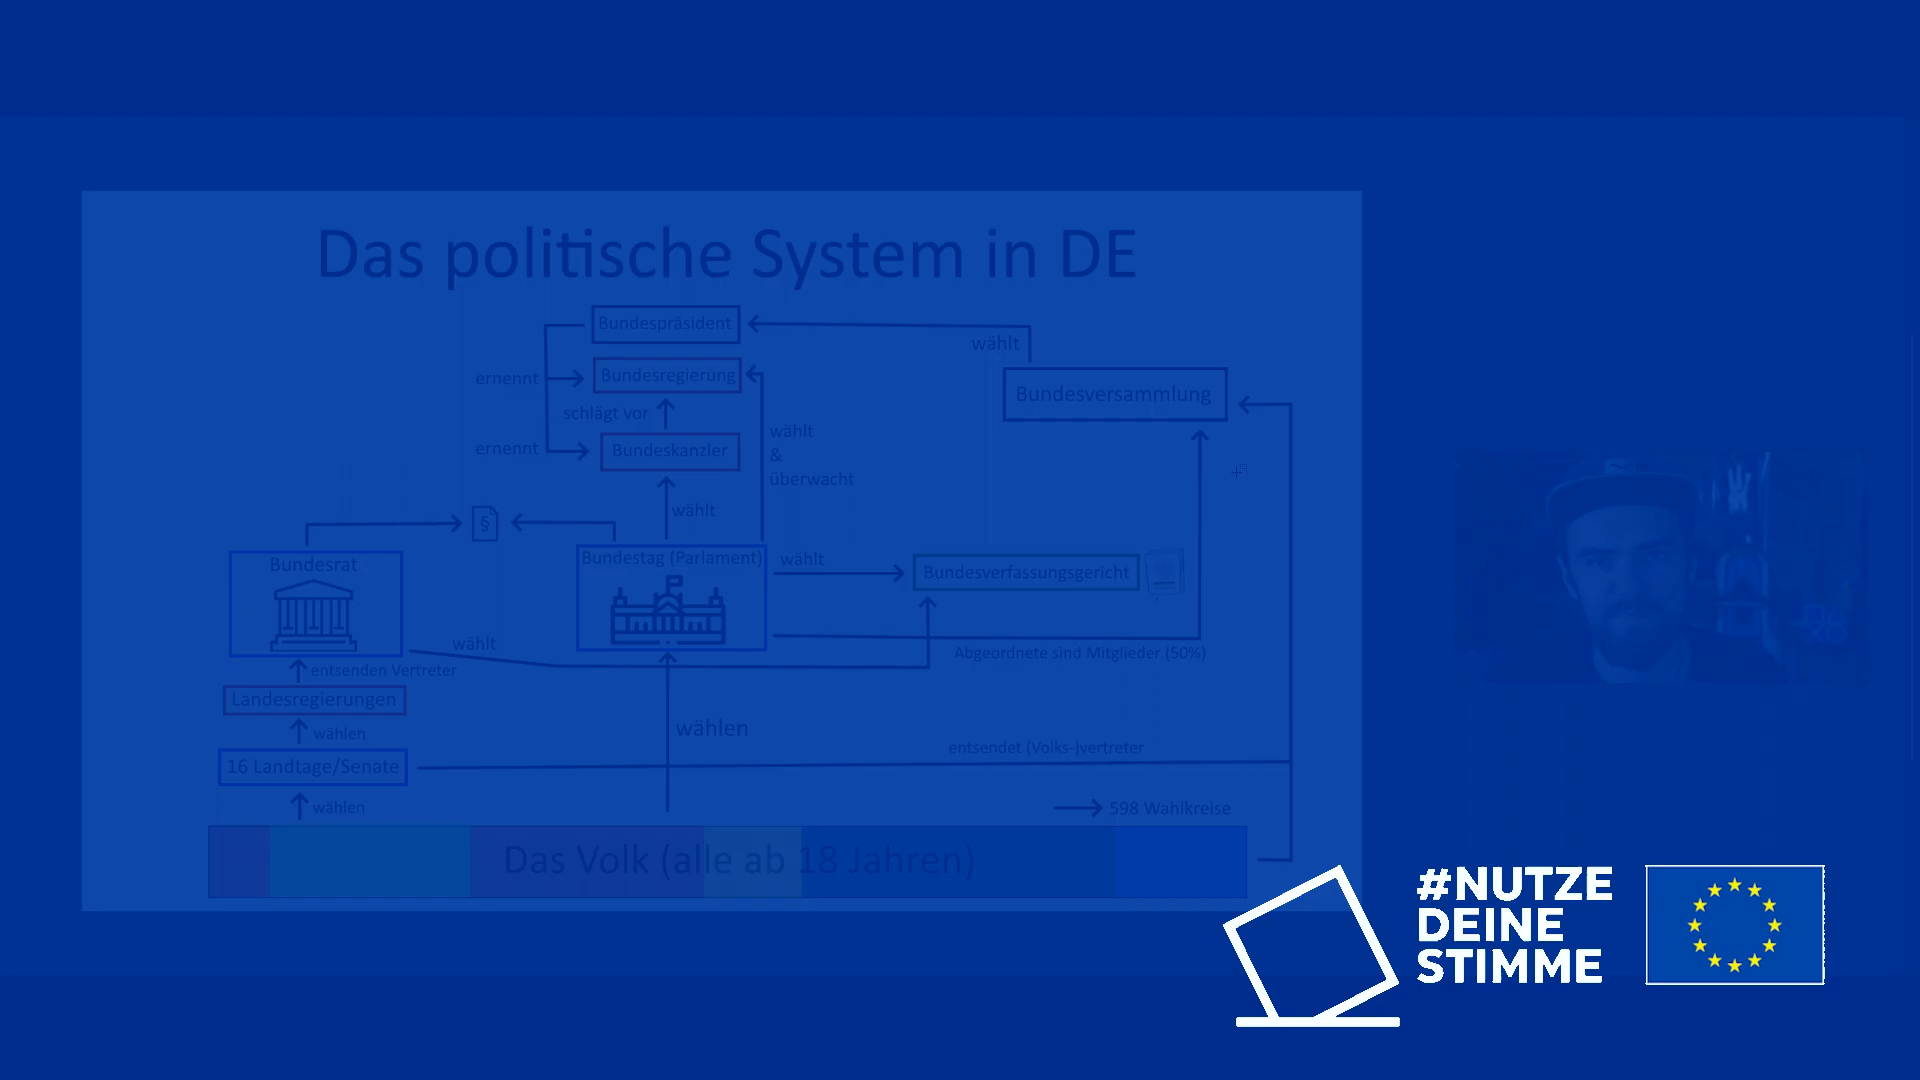 Das politische System in DE
Bundespräsident
wählt
ernennt
Bundesregierung
Bundesversammlung
schlägt vor
wählt
&
überwacht
ernennt
Bundeskanzler
wählt
§
Bundesrat
Bundestag (Parlament)
wählt
Bundesverfassungsgericht
wählt
Abgeordnete sind Mitglieder (50%)
entsenden Vertreter
Landesregierungen
wählen
wählen
entsendet (Volks-)vertreter
16 Landtage/Senate
wählen
598 Wahlkreise
Das Volk (alle ab 18 Jahren)
#NUTZE
DEINE
STIMME